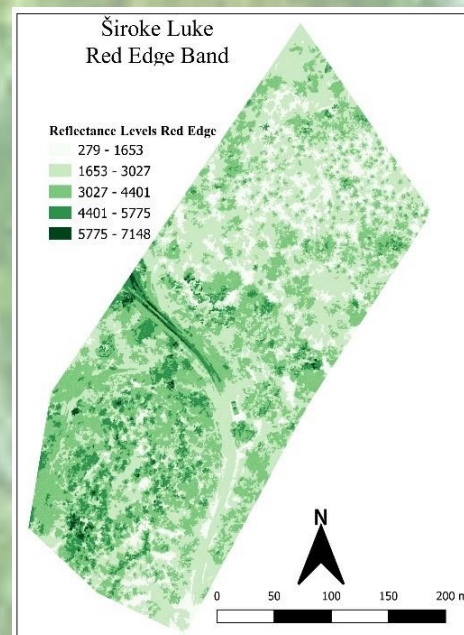 Široke Luke
Red Edge Band
Reflectance Levels Red Edge
279 - 1653
1653 - 3027
3027 - 4401
4401 - 5775
5775 - 7148
N
0 50 100 150 200 m